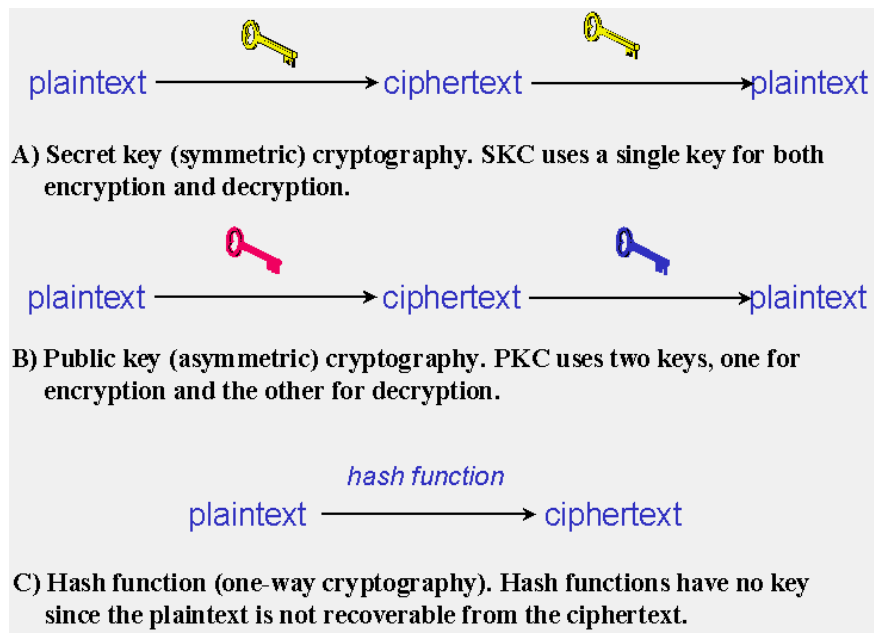 plaintext ciphertext plaintext
A) Secret key (symmetric) cryptography. SKC uses a single key for both
encryption and decryption.
plaintext ciphertext plaintext
B) Public key (asymmetric) cryptography. PKC uses two keys, one for
encryption and the other for decryption.
hash function
plaintext ciphertext
C) Hash function (one-way cryptography). Hash functions have no key
since the plaintext is not recoverable from the ciphertext.